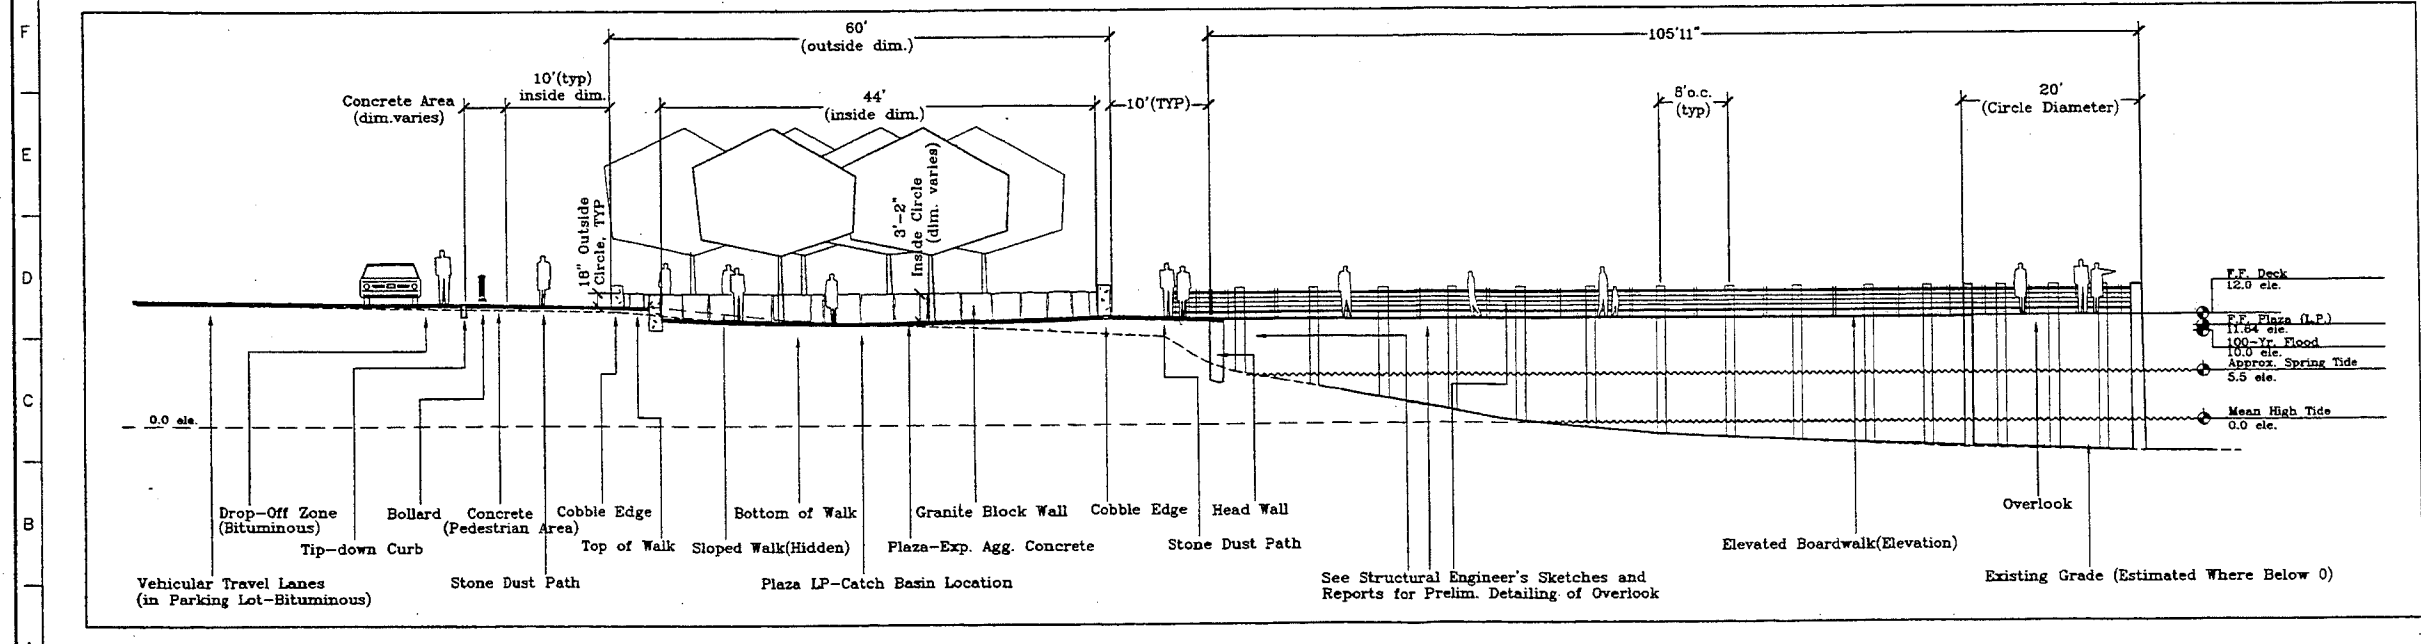 F
E
D
C
B
60'
(outside dim.)
105'11"
10'(typ)
inside dim.
Concrete Area
(dim.varies)
44'
(inside dim.)
10'(TYP)
8'o.c.
(typ)
20'
(Circle Diameter)
18" Outside
Circle, TYP
3'-2"
Inside Circle
(dim. varies)
F.F. Deck
12.0 ele.
F.F. Plaza (L.P.)
11.64 ele.
100-Yr. Flood
10.0 ele.
Approx. Spring Tide
5.5 ele.
Mean High Tide
0.0 ele.
0.0 ele.
Drop-Off Zone
(Bituminous)
Bollard
Concrete
(Pedestrian Area)
Cobble Edge
Bottom of Walk
Granite Block Wall
Cobble Edge
Head Wall
Overlook
Tip-down Curb
Top of Walk
Sloped Walk(Hidden)
Plaza-Exp. Agg. Concrete
Stone Dust Path
Elevated Boardwalk(Elevation)
Vehicular Travel Lanes
(in Parking Lot-Bituminous)
Stone Dust Path
Plaza LP-Catch Basin Location
See Structural Engineer's Sketches and
Reports for Prelim. Detailing of Overlook
Existing Grade (Estimated Where Below 0)